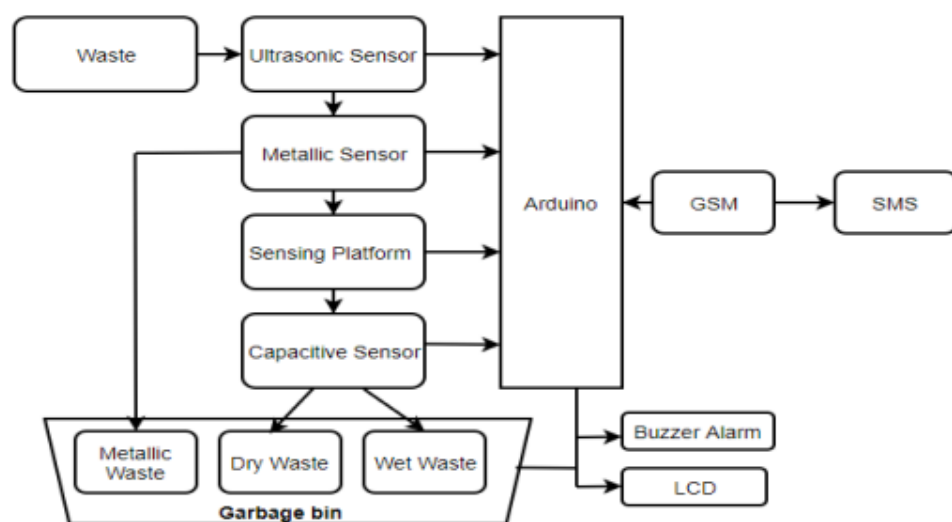 Waste
Ultrasonic Sensor
Metallic Sensor
Arduino
GSM
SMS
Sensing Platform
Capacitive Sensor
Buzzer Alarm
Metallic
Waste
Dry Waste
Wet Waste
LCD
Garbage bin